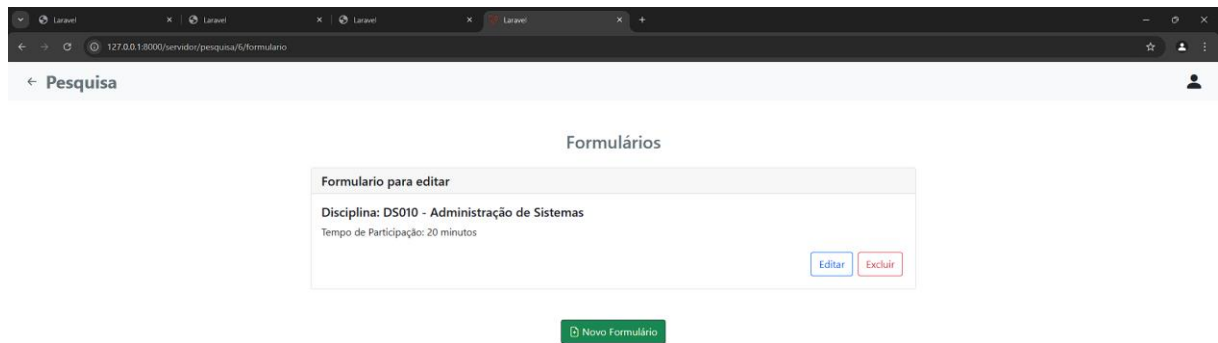 Laravel
Laravel
Laravel
Laravel
127.0.0.1:8000/servidor/pesquisa/6/formulario
Pesquisa
Formulários
Formulario para editar
Disciplina: DS010 - Administração de Sistemas
Tempo de Participação: 20 minutos
Editar
Excluir
Novo Formulário